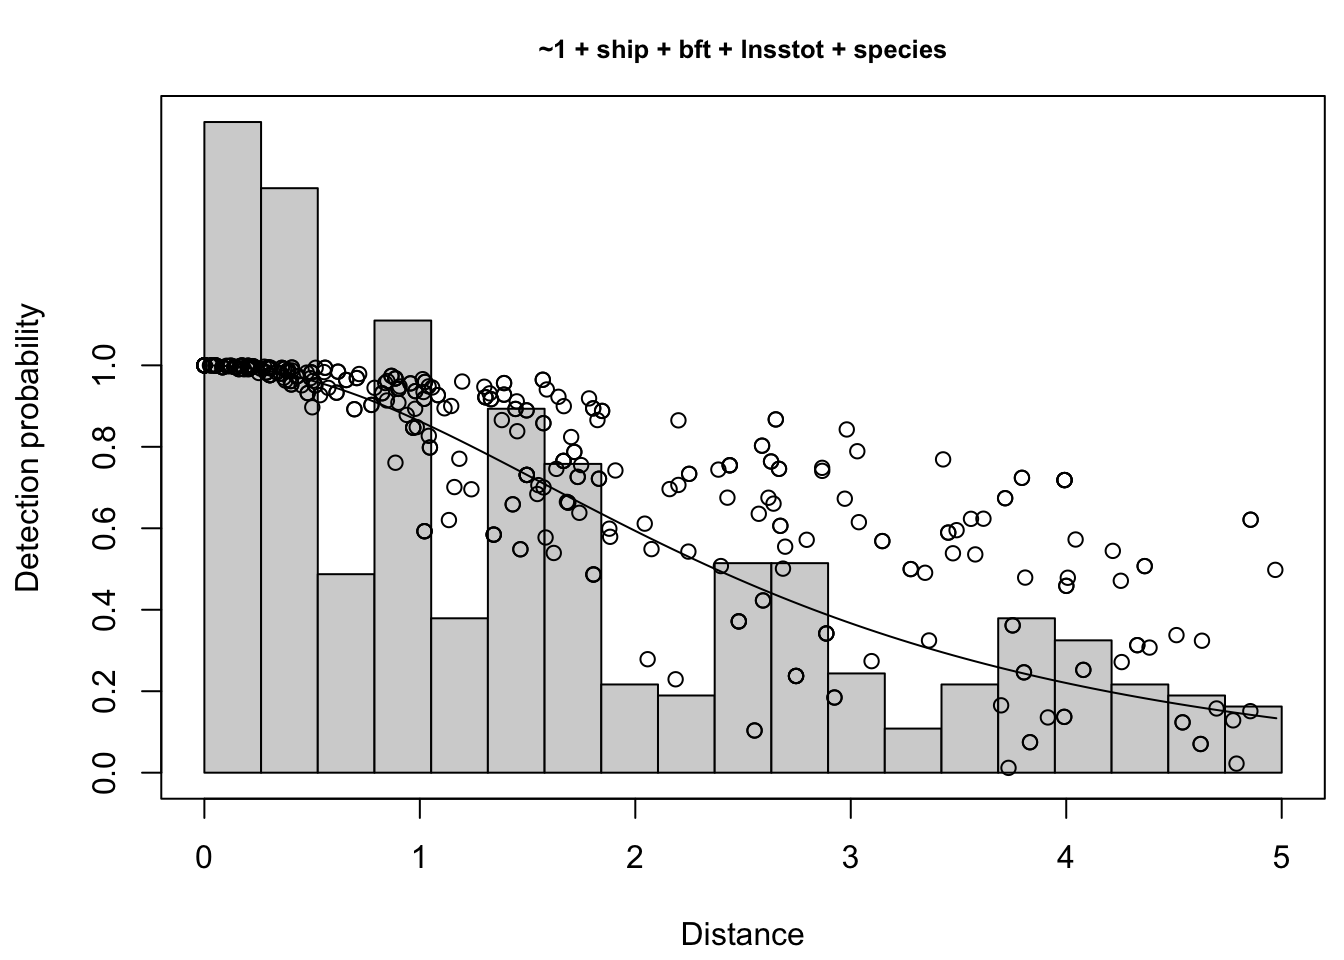 ~1 + ship + bft + lnsstot + species
Detection probability
1.0
0.8
0.6
0.4
0.2
0.0
0 1 2 3 4 5
Distance